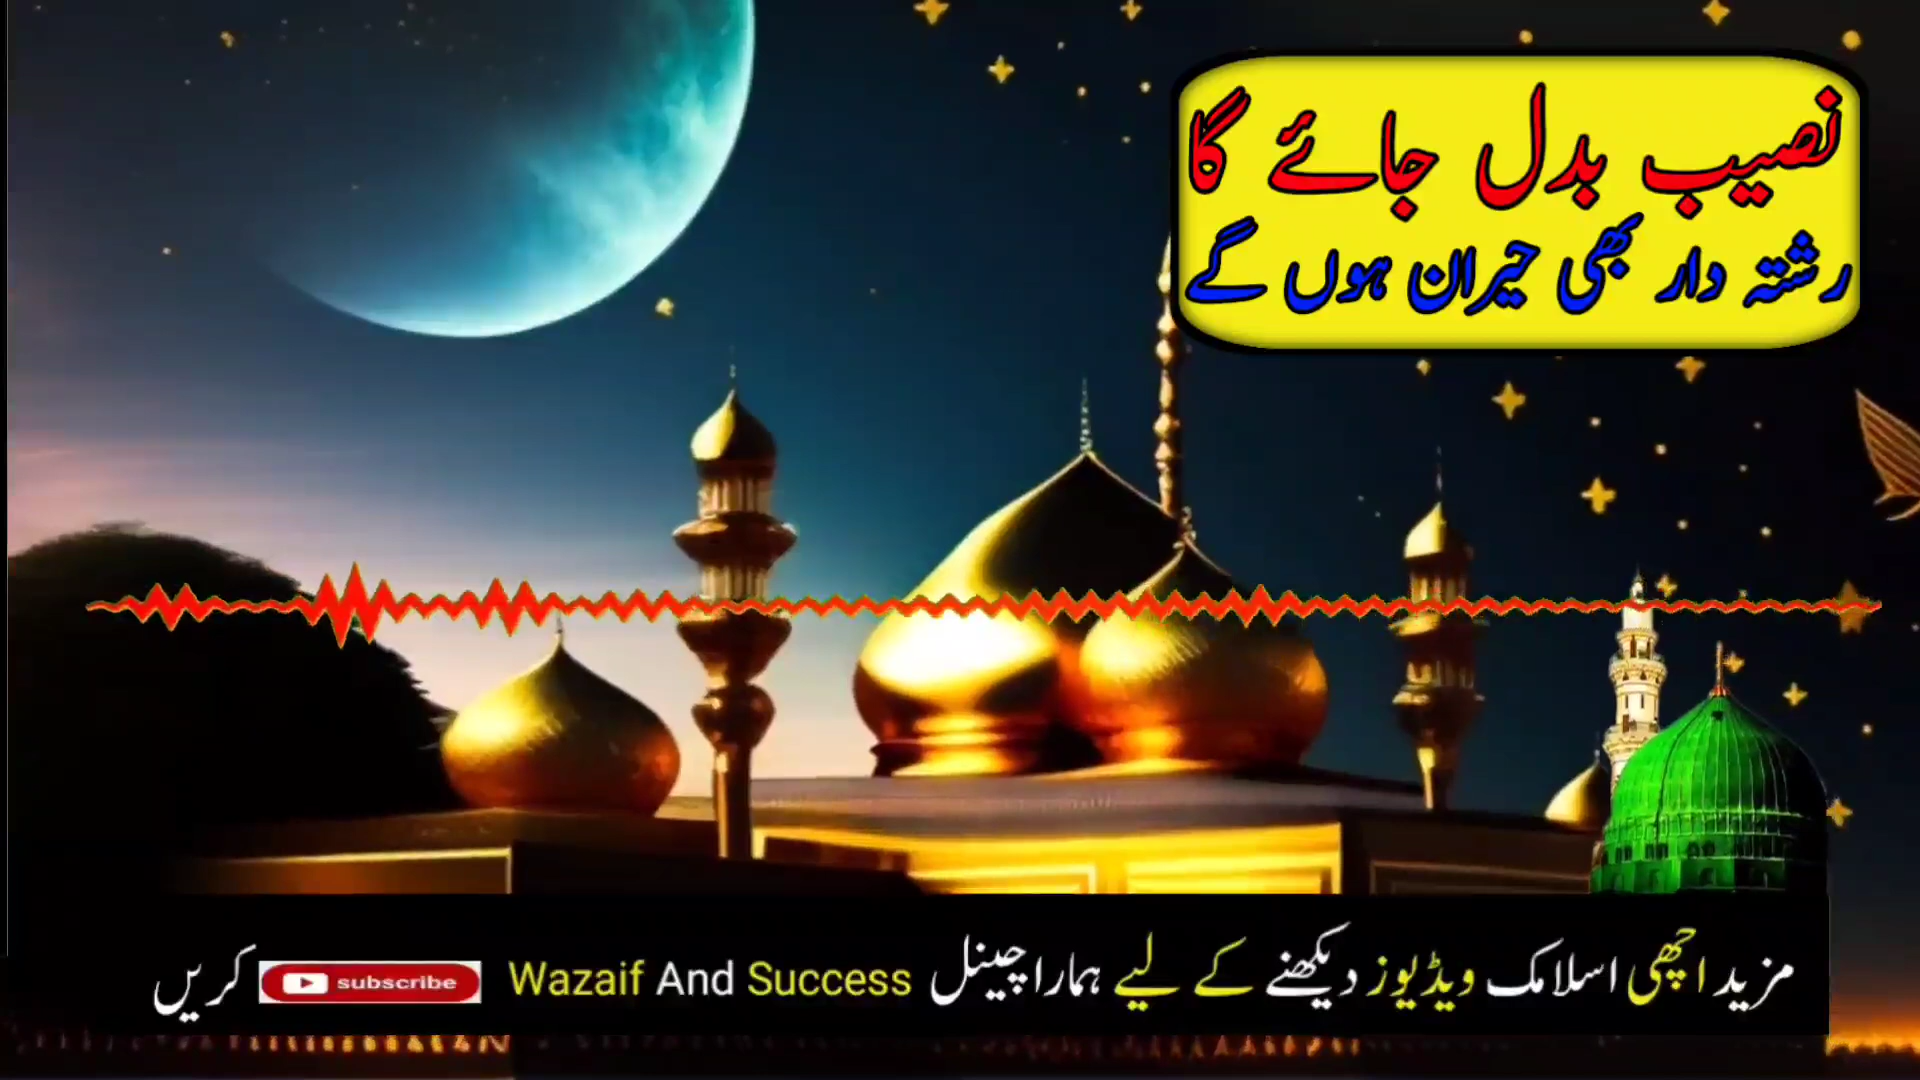 نصیب بدل جائے گا
رشتہ دار بھی حیران ہوں گے
مزید اچھی اسلامک ویڈیوز دیکھنے کے لیے ہمارا چینل Wazaif And Success subscribe کریں